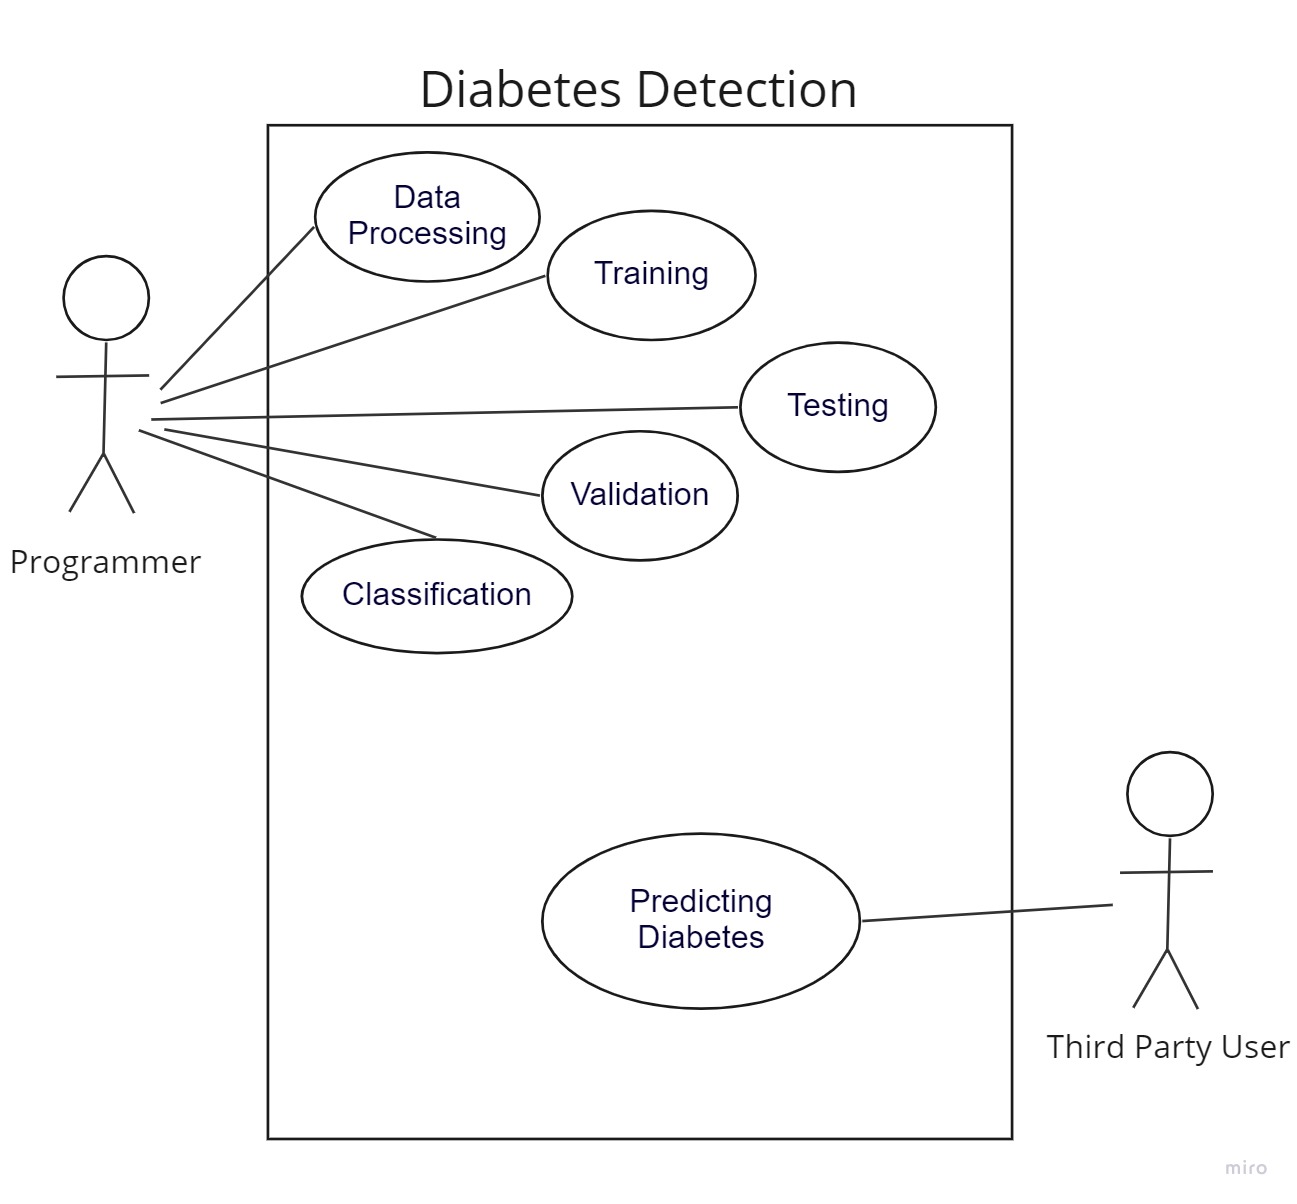 Diabetes Detection
Data
Processing
Training
Testing
Validation
Programmer
Classification
Predicting
Diabetes
Third Party User
miro